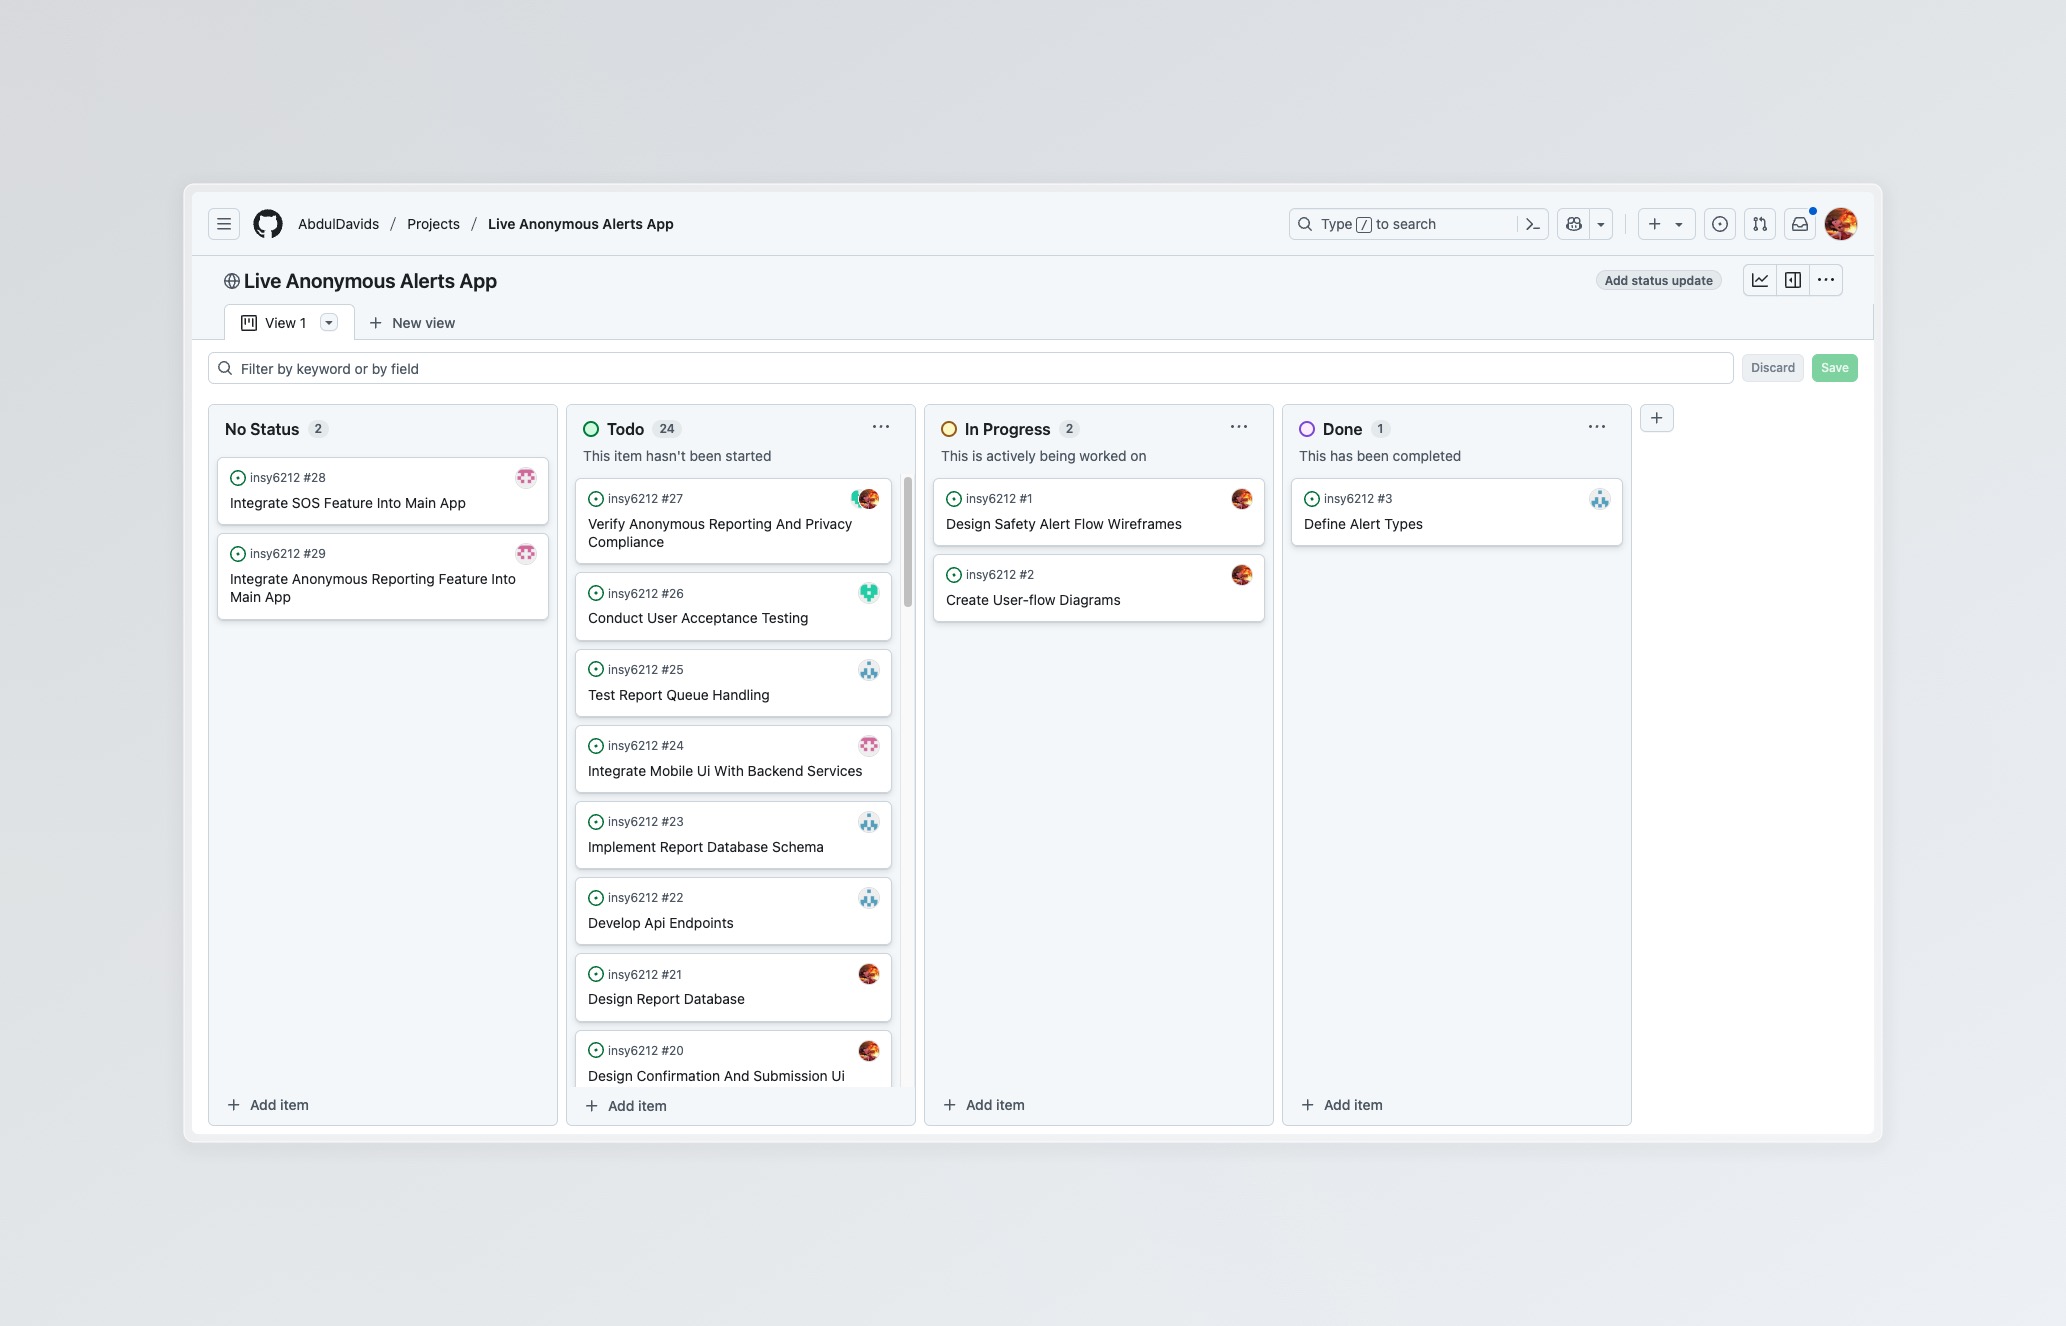 AbdulDavids / Projects / Live Anonymous Alerts App
Type / to search
Live Anonymous Alerts App
Add status update
View 1
New view
Filter by keyword or by field
Discard
Save
No Status 2
insy6212 #28
Integrate SOS Feature Into Main App
insy6212 #29
Integrate Anonymous Reporting Feature Into
Main App
Add item
Todo 24
This item hasn't been started
insy6212 #27
Verify Anonymous Reporting And Privacy
Compliance
insy6212 #26
Conduct User Acceptance Testing
insy6212 #25
Test Report Queue Handling
insy6212 #24
Integrate Mobile Ui With Backend Services
insy6212 #23
Implement Report Database Schema
insy6212 #22
Develop Api Endpoints
insy6212 #21
Design Report Database
insy6212 #20
Design Confirmation And Submission Ui
Add item
In Progress 2
This is actively being worked on
insy6212 #1
Design Safety Alert Flow Wireframes
insy6212 #2
Create User-flow Diagrams
Add item
Done 1
This has been completed
insy6212 #3
Define Alert Types
Add item